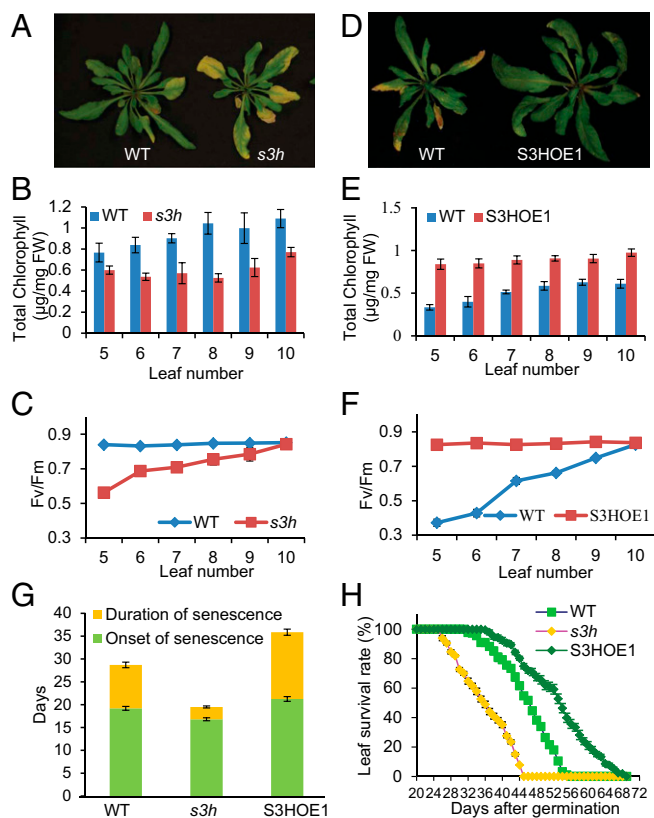 A
WT
s3h
D
WT
S3HOE1
B
WT
s3h
Total Chlorophyll
(µg/mg FW)
1.2
1
0.8
0.6
0.4
0.2
0
5 6 7 8 9 10
Leaf number
E
WT
S3HOE1
Total Chlorophyll
(µg/mg FW)
1.5
1
0.5
0
5 6 7 8 9 10
Leaf number
C
Fv/Fm
0.9
0.7
0.5
0.3
WT
s3h
5 6 7 8 9 10
Leaf number
F
Fv/Fm
0.9
0.7
0.5
0.3
WT
S3HOE1
5 6 7 8 9 10
Leaf number
G
Days
40
35
30
25
20
15
10
5
0
Duration of senescence
Onset of senescence
WT s3h S3HOE1
H
WT
s3h
S3HOE1
Leaf survival rate (%)
100
80
60
40
20
0
20 24 28 32 36 40 44 48 52 56 60 64 68 72
Days after germination